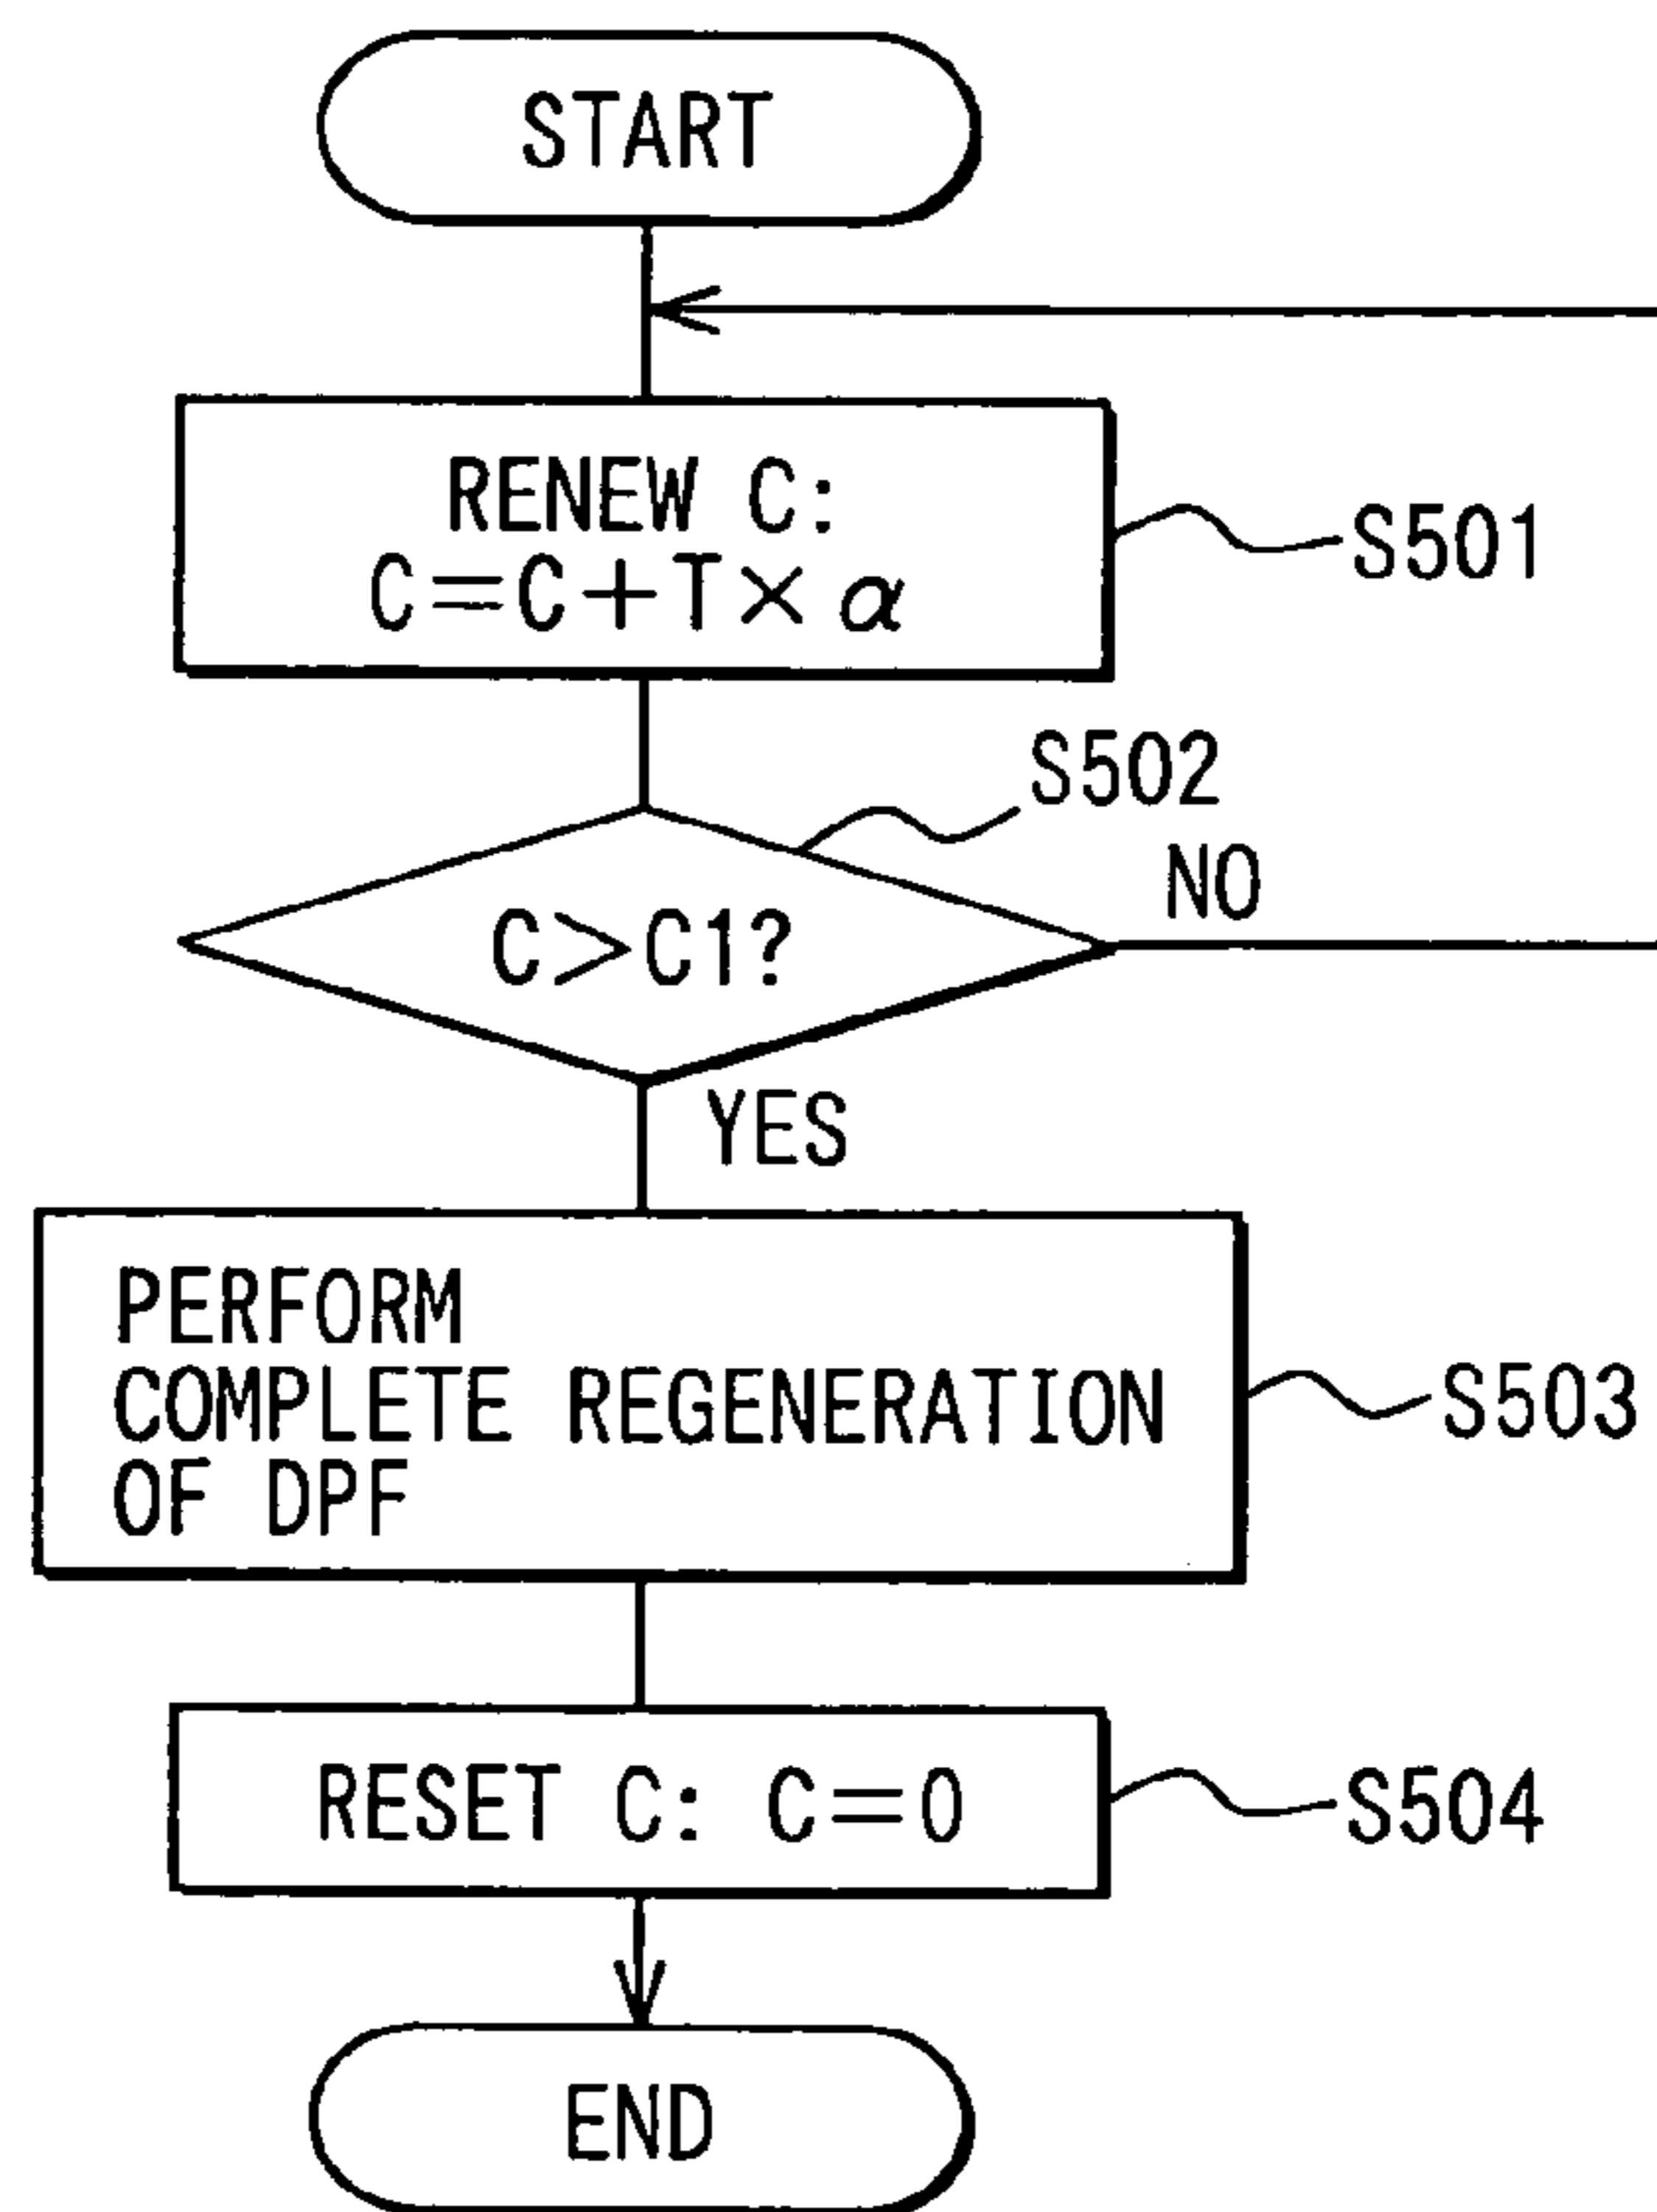 START
RENEW C:
C=C+T×α
S501
S502
C>C1?
NO
YES
PERFORM
COMPLETE REGENERATION
OF DPF
S503
RESET C: C=0
S504
END